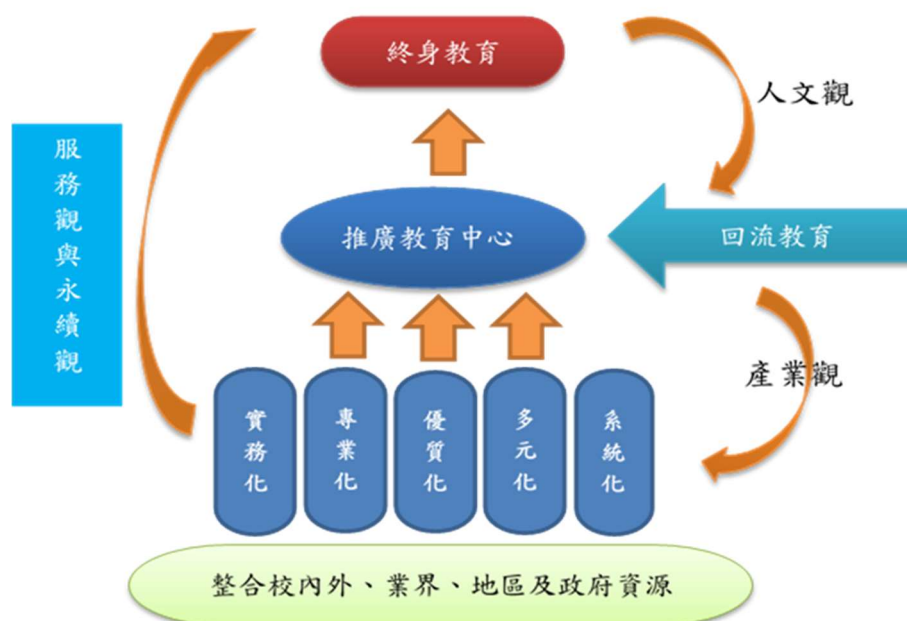 終身教育
人文觀
服務觀與永續觀
推廣教育中心
回流教育
產業觀
實務化
專業化
優質化
多元化
系統化
整合校內外、業界、地區及政府資源